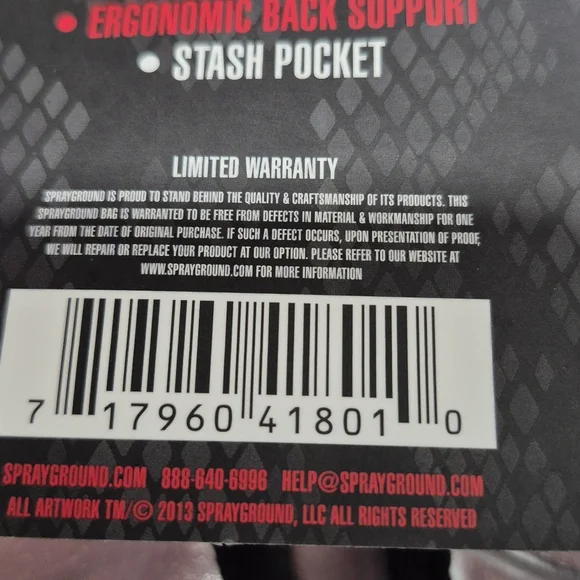 • ERGONOMIC BACK SUPPORT
• STASH POCKET
LIMITED WARRANTY
SPRAYGROUND IS PROUD TO STAND BEHIND THE QUALITY & CRAFTSMANSHIP OF ITS PRODUCTS. THIS
SPRAYGROUND BAG IS WARRANTED TO BE FREE FROM DEFECTS IN MATERIAL & WORKMANSHIP FOR ONE
YEAR FROM THE DATE OF ORIGINAL PURCHASE. IF SUCH A DEFECT OCCURS, UPON PRESENTATION OF PROOF,
WE WILL REPAIR OR REPLACE YOUR PRODUCT AT OUR OPTION. PLEASE REFER TO OUR WEBSITE AT
WWW.SPRAYGROUND.COM FOR MORE INFORMATION
7 17960 41801 0
SPRAYGROUND.COM 888-640-6996 HELP@SPRAYGROUND.COM
ALL ARTWORK TM/© 2013 SPRAYGROUND, LLC ALL RIGHTS RESERVED